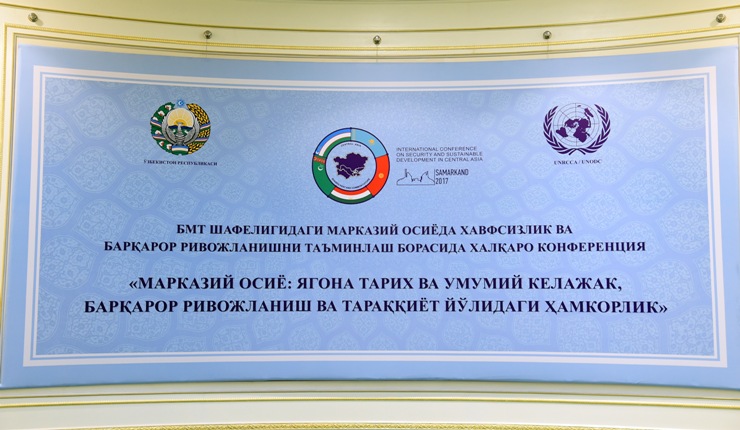 ЎЗБЕКИСТОН РЕСПУБЛИКАСИ
CENTRAL ASIA
INTERNATIONAL CONFERENCE
ON SECURITY AND SUSTAINABLE
DEVELOPMENT IN CENTRAL ASIA
SAMARKAND
2017
UNRCCA / UNODC
БМТ ШАФЕЛИГИДАГИ МАРКАЗИЙ ОСИЁДА ХАВФСИЗЛИК ВА
БАРҚАРОР РИВОЖЛАНИШНИ ТАЪМИНЛАШ БОРАСИДА ХАЛҚАРО КОНФЕРЕНЦИЯ
«МАРКАЗИЙ ОСИЁ: ЯГОНА ТАРИХ ВА УМУМИЙ КЕЛАЖАК,
БАРҚАРОР РИВОЖЛАНИШ ВА ТАРАҚҚИЁТ ЙЎЛИДАГИ ҲАМКОРЛИК»